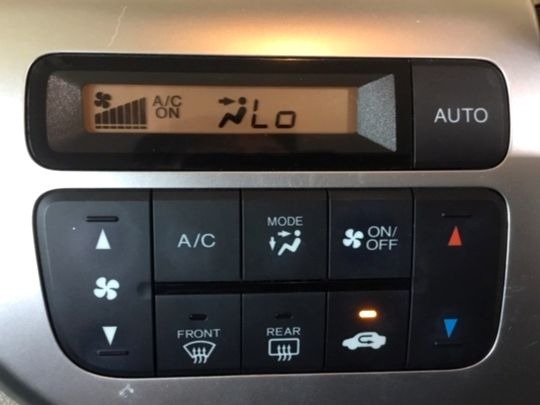 A/C
ON
Lo
AUTO
A/C
MODE
ON/
OFF
FRONT
REAR